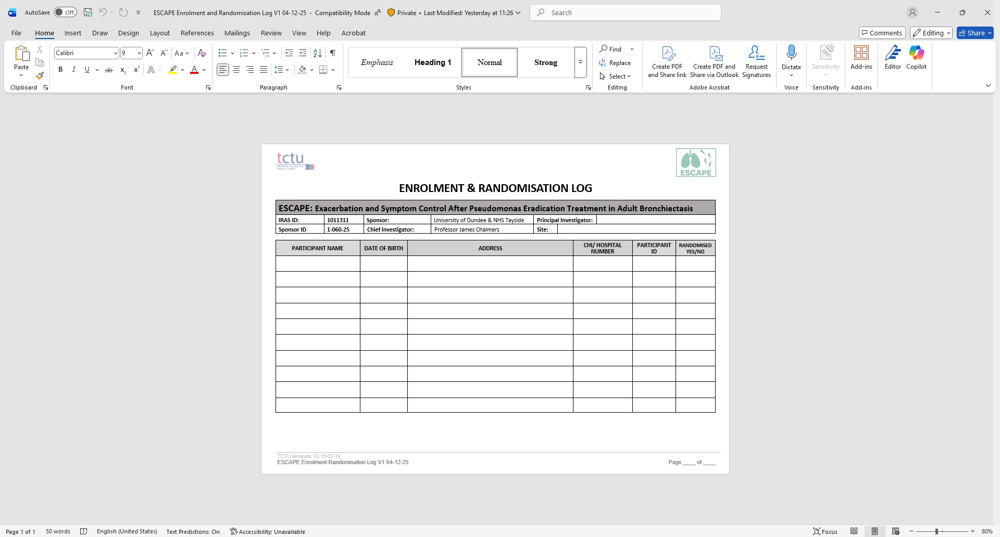 AutoSave Off ESCAPE Enrolment and Randomisation Log V1 04-12-25 - Compatibility Mode Private • Last Modified: Yesterday at 11:26 Search
File Home Insert Draw Design Layout References Mailings Review View Help Acrobat Comments Editing Share
Paste Calibri 9 Aa Emphasis Heading 1 Normal Strong Find Replace Select
B I U ab x₂ x² A A
Create PDF and Share link
Create PDF and Share via Outlook
Request Signatures
Dictate
Sensitivity
Add-ins
Editor
Copilot
Clipboard Font Paragraph Styles Editing Adobe Acrobat Voice Sensitivity Add-ins
tctu
TAYSIDE CLINICAL
TRIALS UNIT
ESCAPE
ENROLMENT & RANDOMISATION LOG
ESCAPE: Exacerbation and Symptom Control After Pseudomonas Eradication Treatment in Adult Bronchiectasis
IRAS ID: 1011311 Sponsor: University of Dundee & NHS Tayside Principal Investigator:
Sponsor ID 1-060-25 Chief Investigator: Professor James Chalmers Site:
PARTICIPANT NAME DATE OF BIRTH ADDRESS CHI/ HOSPITAL NUMBER PARTICIPANT ID RANDOMISED YES/NO
TCTU template V2 15-02-19
ESCAPE Enrolment Randomisation Log V1 04-12-25 Page ____ of ____
Page 1 of 1 50 words English (United States) Text Predictions: On Accessibility: Unavailable Focus 80%